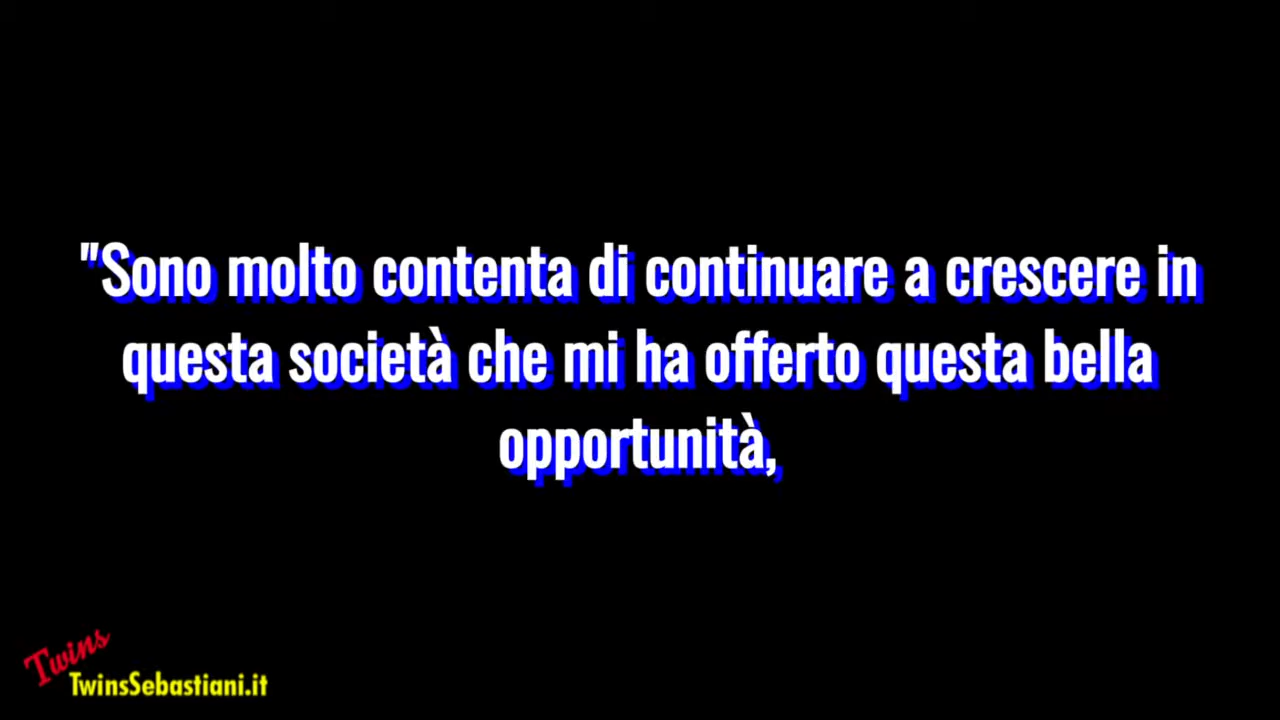 "Sono molto contenta di continuare a crescere in
questa società che mi ha offerto questa bella
opportunità,
Twins
TwinsSebastiani.it